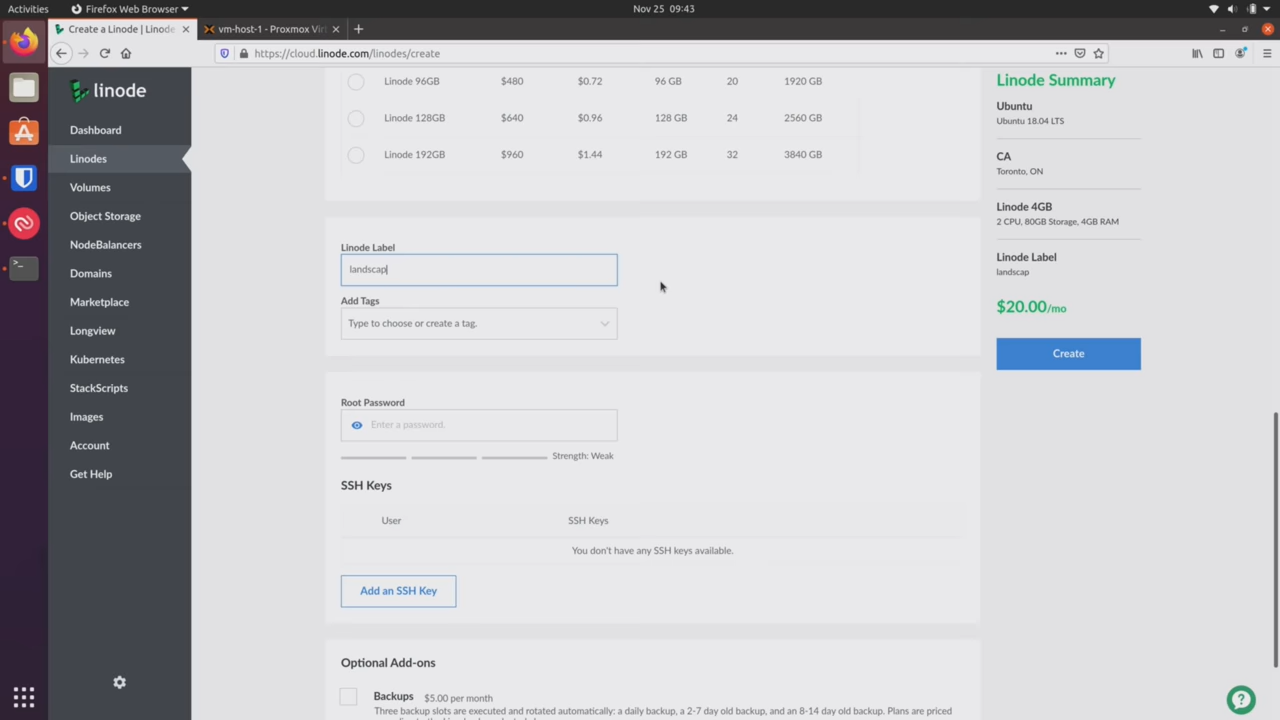 Activities
Firefox Web Browser
Nov 25 09:43
Create a Linode | Linode
vm-host-1 - Proxmox Vir
https://cloud.linode.com/linodes/create
linode
Dashboard
Linodes
Volumes
Object Storage
NodeBalancers
Domains
Marketplace
Longview
Kubernetes
StackScripts
Images
Account
Get Help
Linode 96GB $480 $0.72 96 GB 20 1920 GB
Linode 128GB $640 $0.96 128 GB 24 2560 GB
Linode 192GB $960 $1.44 192 GB 32 3840 GB
Linode Label
landscap
Add Tags
Type to choose or create a tag.
Root Password
Enter a password.
Strength: Weak
SSH Keys
User SSH Keys
You don't have any SSH keys available.
Add an SSH Key
Optional Add-ons
Backups $5.00 per month
Three backup slots are executed and rotated automatically: a daily backup, a 2-7 day old backup, and an 8-14 day old backup. Plans are priced
Linode Summary
Ubuntu
Ubuntu 18.04 LTS
CA
Toronto, ON
Linode 4GB
2 CPU, 80GB Storage, 4GB RAM
Linode Label
landscap
$20.00/mo
Create